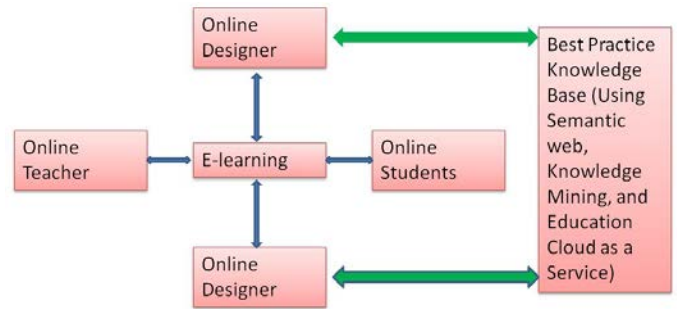 Online
Designer
Best Practice
Knowledge
Base (Using
Semantic
web,
Knowledge
Mining, and
Education
Cloud as a
Service)
Online
Teacher
E-learning
Online
Students
Online
Designer